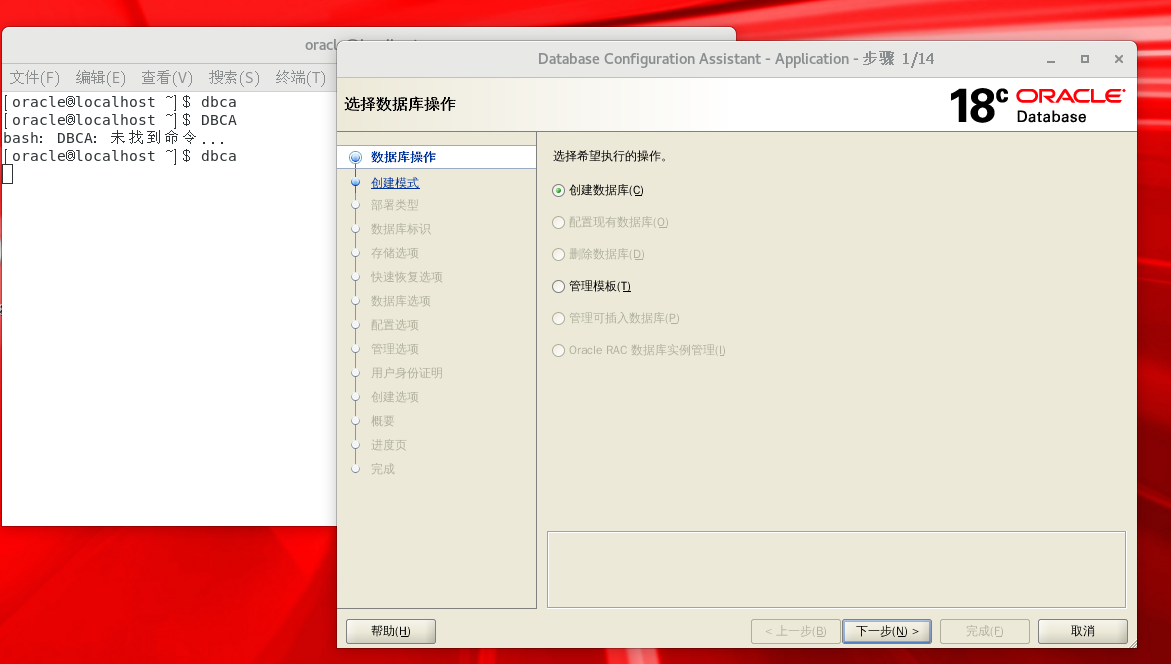 文件(F) 编辑(E) 查看(V) 搜索(S) 终端(T)
[oracle@localhost ~]$ dbca
[oracle@localhost ~]$ DBCA
bash: DBCA: 未找到命令...
[oracle@localhost ~]$ dbca
Database Configuration Assistant - Application - 步骤 1/14
选择数据库操作
18c ORACLE
Database
数据库操作
创建模式
部署类型
数据库标识
存储选项
快速恢复选项
数据库选项
配置选项
管理选项
用户身份证明
创建选项
概要
进度页
完成
选择希望执行的操作。
创建数据库(C)
配置现有数据库(O)
删除数据库(D)
管理模板(T)
管理可插入数据库(P)
Oracle RAC 数据库实例管理(I)
帮助(H) < 上一步(B) 下一步(N) > 完成(F) 取消